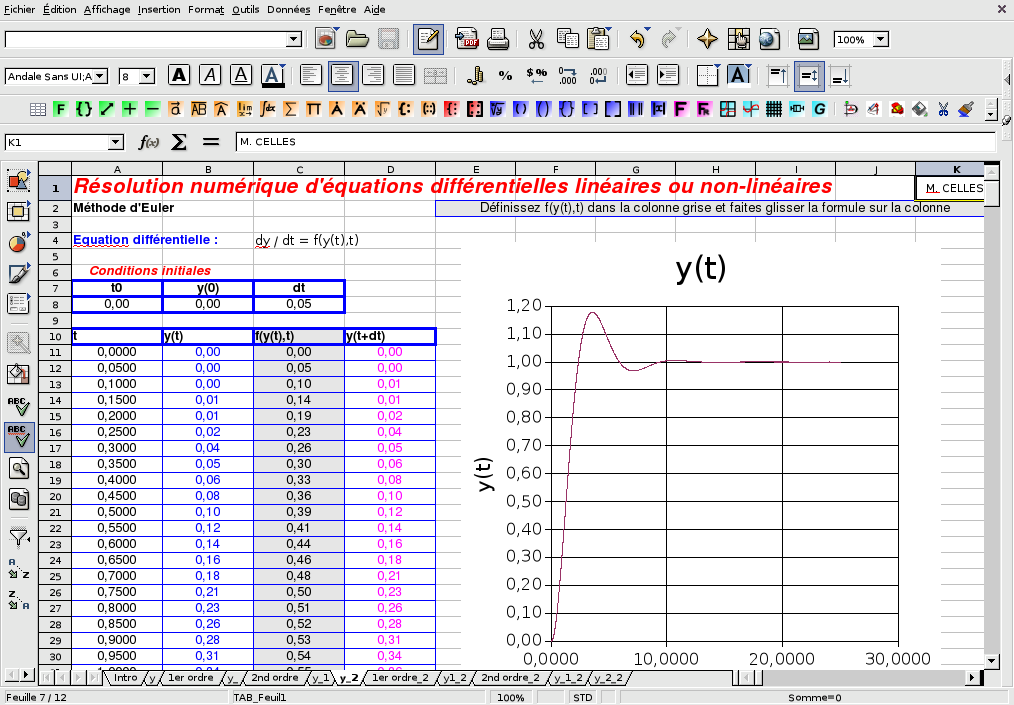 Fichier Édition Affichage Insertion Format Outils Données Fenêtre Aide
100%
Andale Sans UI;A 8
K1 f(x) Σ = M. CELLES
A B C D E F G H I J K
1 Résolution numérique d'équations différentielles linéaires ou non-linéaires M. CELLES
2 Méthode d'Euler Définissez f(y(t),t) dans la colonne grise et faites glisser la formule sur la colonne
3
4 Equation différentielle : dy / dt = f(y(t),t)
5
6 Conditions initiales
7 t0 y(0) dt
8 0,00 0,00 0,05
9
10 t y(t) f(y(t),t) y(t+dt)
11 0,0000 0,00 0,00 0,00
12 0,0500 0,00 0,05 0,00
13 0,1000 0,00 0,10 0,01
14 0,1500 0,01 0,14 0,01
15 0,2000 0,01 0,19 0,02
16 0,2500 0,02 0,23 0,04
17 0,3000 0,04 0,26 0,05
18 0,3500 0,05 0,30 0,06
19 0,4000 0,06 0,33 0,08
20 0,4500 0,08 0,36 0,10
21 0,5000 0,10 0,39 0,12
22 0,5500 0,12 0,41 0,14
23 0,6000 0,14 0,44 0,16
24 0,6500 0,16 0,46 0,18
25 0,7000 0,18 0,48 0,21
26 0,7500 0,21 0,50 0,23
27 0,8000 0,23 0,51 0,26
28 0,8500 0,26 0,52 0,28
29 0,9000 0,28 0,53 0,31
30 0,9500 0,31 0,54 0,34
y(t)
1,20
1,10
1,00
0,90
0,80
0,70
0,60
0,50
0,40
0,30
0,20
0,10
0,00
y(t)
0,0000 10,0000 20,0000 30,0000
Intro y 1er ordre y_ 2nd ordre y_1 y_2 1er ordre_2 y1_2 2nd ordre_2 y_1_2 y_2_2
Feuille 7 / 12 TAB_Feuil1 100% STD Somme=0